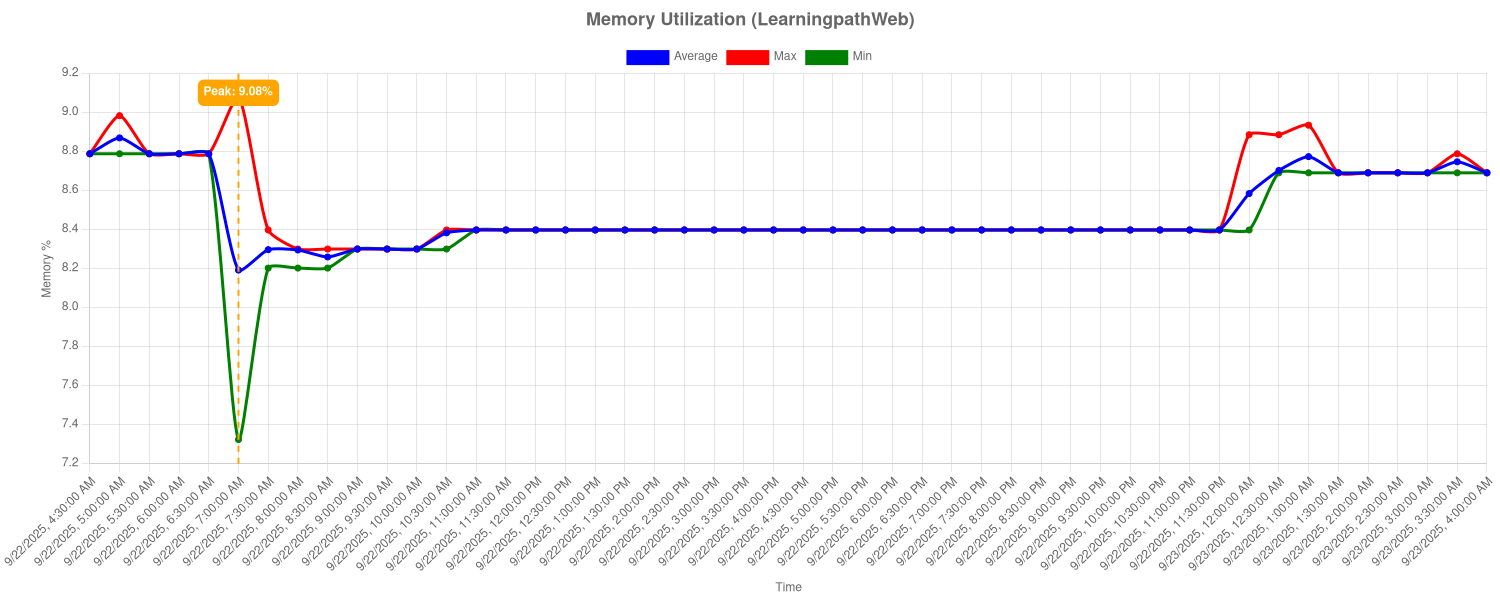 Memory Utilization (LearningpathWeb)
Average Max Min
Peak: 9.08%
Memory %
9.2
9.0
8.8
8.6
8.4
8.2
8.0
7.8
7.6
7.4
7.2
9/22/2025, 4:30:00 AM
9/22/2025, 5:00:00 AM
9/22/2025, 5:30:00 AM
9/22/2025, 6:00:00 AM
9/22/2025, 6:30:00 AM
9/22/2025, 7:00:00 AM
9/22/2025, 7:30:00 AM
9/22/2025, 8:00:00 AM
9/22/2025, 8:30:00 AM
9/22/2025, 9:00:00 AM
9/22/2025, 9:30:00 AM
9/22/2025, 10:00:00 AM
9/22/2025, 10:30:00 AM
9/22/2025, 11:00:00 AM
9/22/2025, 11:30:00 AM
9/22/2025, 12:00:00 PM
9/22/2025, 12:30:00 PM
9/22/2025, 1:00:00 PM
9/22/2025, 1:30:00 PM
9/22/2025, 2:00:00 PM
9/22/2025, 2:30:00 PM
9/22/2025, 3:00:00 PM
9/22/2025, 3:30:00 PM
9/22/2025, 4:00:00 PM
9/22/2025, 4:30:00 PM
9/22/2025, 5:00:00 PM
9/22/2025, 5:30:00 PM
9/22/2025, 6:00:00 PM
9/22/2025, 6:30:00 PM
9/22/2025, 7:00:00 PM
9/22/2025, 7:30:00 PM
9/22/2025, 8:00:00 PM
9/22/2025, 8:30:00 PM
9/22/2025, 9:00:00 PM
9/22/2025, 9:30:00 PM
9/22/2025, 10:00:00 PM
9/22/2025, 10:30:00 PM
9/22/2025, 11:00:00 PM
9/22/2025, 11:30:00 PM
9/23/2025, 12:00:00 AM
9/23/2025, 12:30:00 AM
9/23/2025, 1:00:00 AM
9/23/2025, 1:30:00 AM
9/23/2025, 2:00:00 AM
9/23/2025, 2:30:00 AM
9/23/2025, 3:00:00 AM
9/23/2025, 3:30:00 AM
9/23/2025, 4:00:00 AM
Time